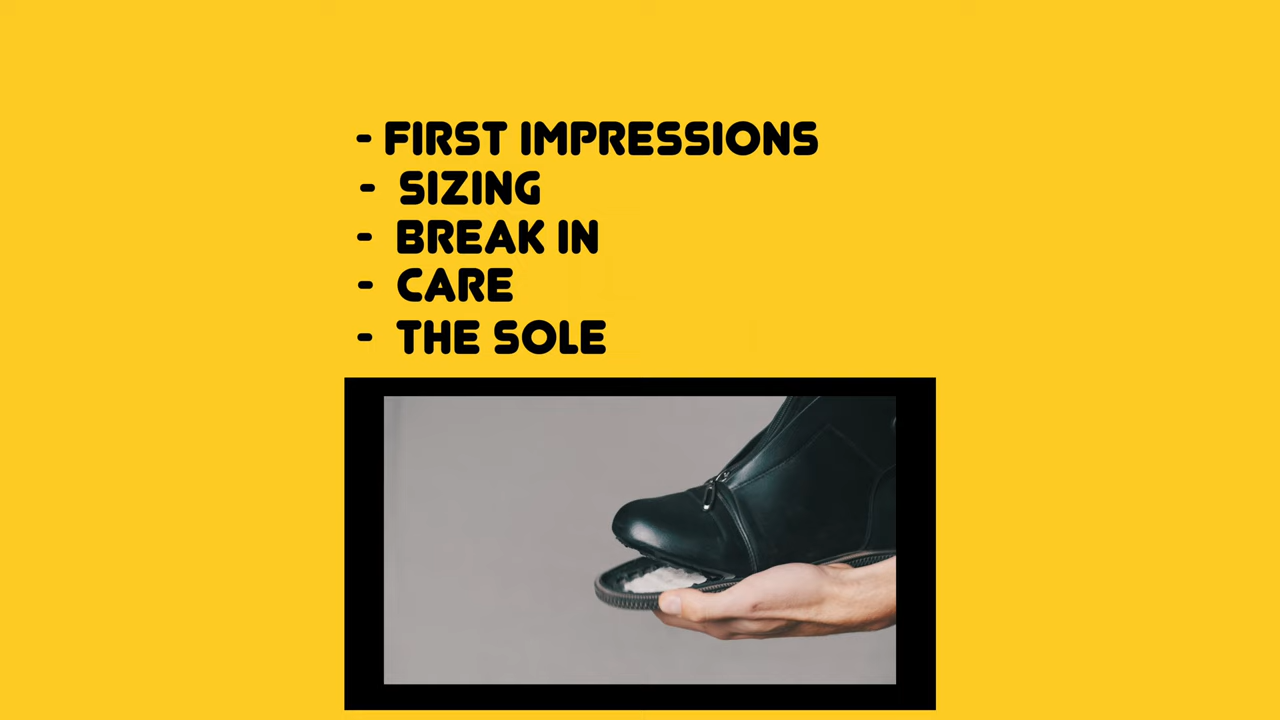 - FIRST IMPRESSIONS
- SIZING
- BREAK IN
- CARE
- THE SOLE